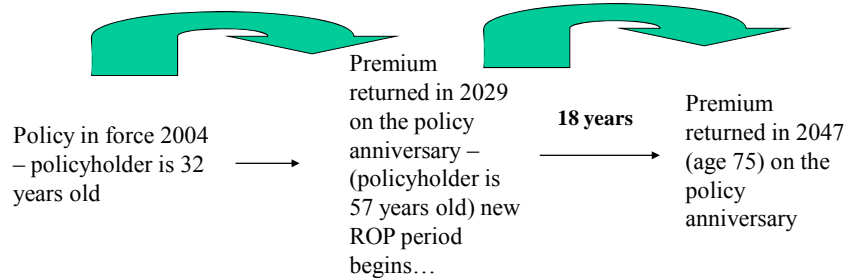 Policy in force 2004
– policyholder is 32
years old
Premium
returned in 2029
on the policy
anniversary –
(policyholder is
57 years old) new
ROP period
begins…
18 years
Premium
returned in 2047
(age 75) on the
policy
anniversary